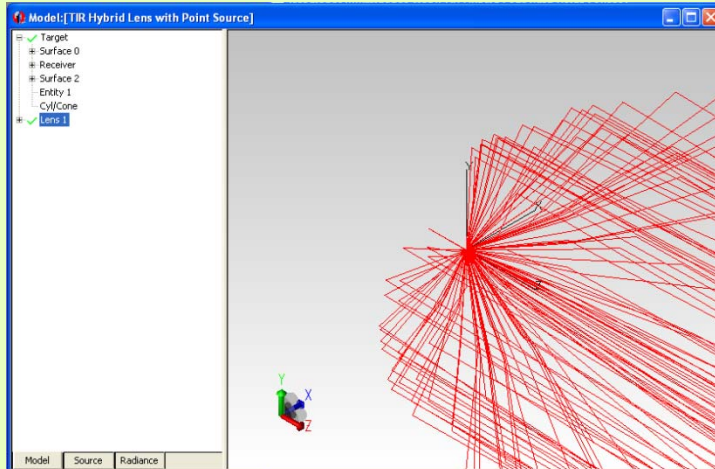 Model:[TIR Hybrid Lens with Point Source]
Target
Surface 0
Receiver
Surface 2
Entity 1
Cyl/Cone
Lens 1
Y
X
Z
Y
X
Z
Model Source Radiance